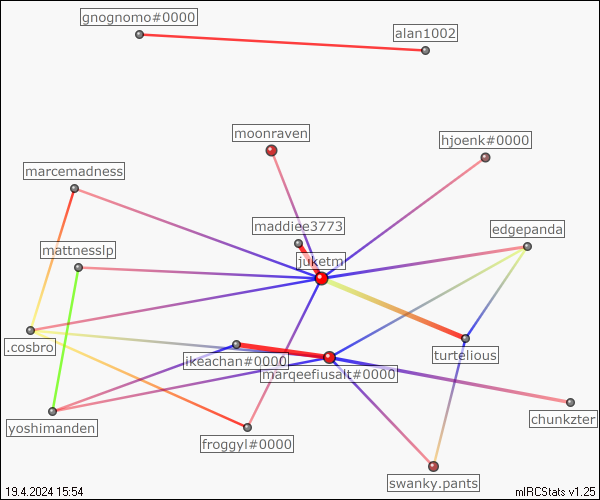 gnognomo#0000
alan1002
moonraven
hjoenk#0000
marcemadness
maddiee3773
edgepanda
mattnesslp
juketm
.cosbro
ikeachan#0000
turtelious
marqeefiusalt#0000
yoshimanden
chunkzter
froggyl#0000
swanky.pants
19.4.2024 15:54
mIRCStats v1.25